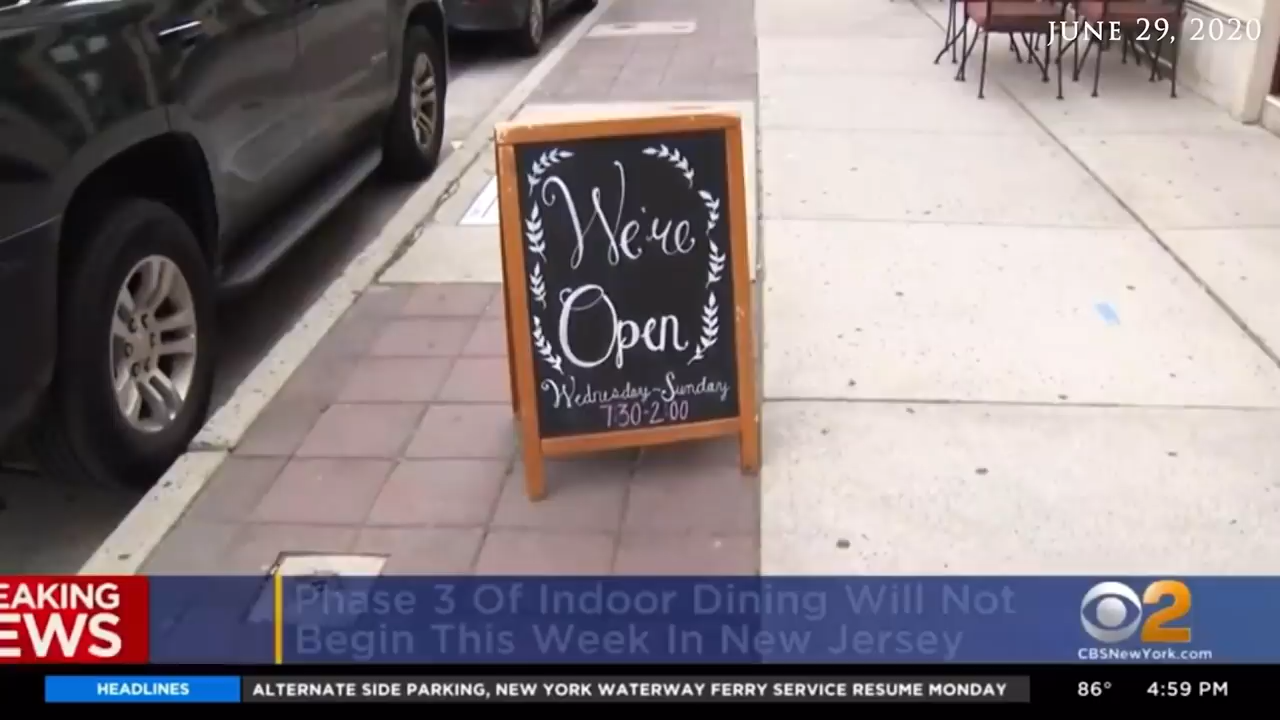 JUNE 29, 2020
We're
Open
Wednesday-Sunday
7:30-2:00
EAKING
EWS
Phase 3 Of Indoor Dining Will Not
Begin This Week In New Jersey
2
CBSNewYork.com
HEADLINES
ALTERNATE SIDE PARKING, NEW YORK WATERWAY FERRY SERVICE RESUME MONDAY
86°
4:59 PM